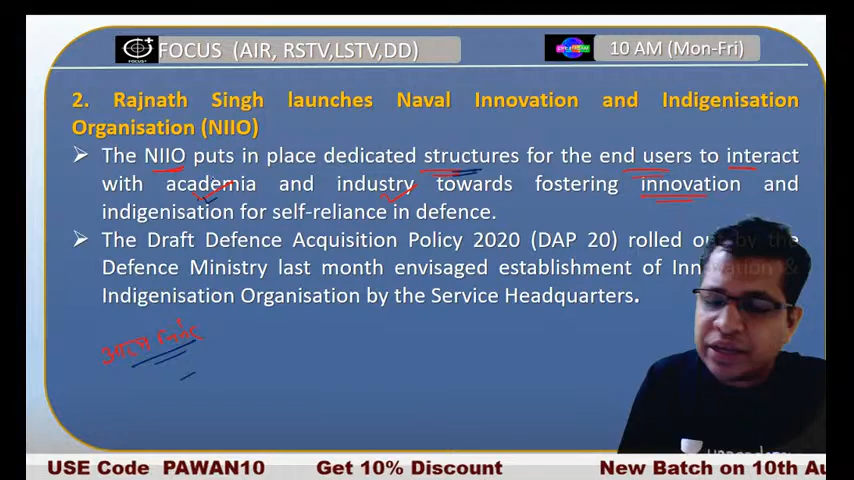 FOCUS (AIR, RSTV,LSTV,DD)
10 AM (Mon-Fri)
2. Rajnath Singh launches Naval Innovation and Indigenisation
Organisation (NIIO)
The NIIO puts in place dedicated structures for the end users to interact
with academia and industry towards fostering innovation and
indigenisation for self-reliance in defence.
The Draft Defence Acquisition Policy 2020 (DAP 20) rolled out by the
Defence Ministry last month envisaged establishment of Innovation &
Indigenisation Organisation by the Service Headquarters.
USE Code PAWAN10 Get 10% Discount New Batch on 10th Au